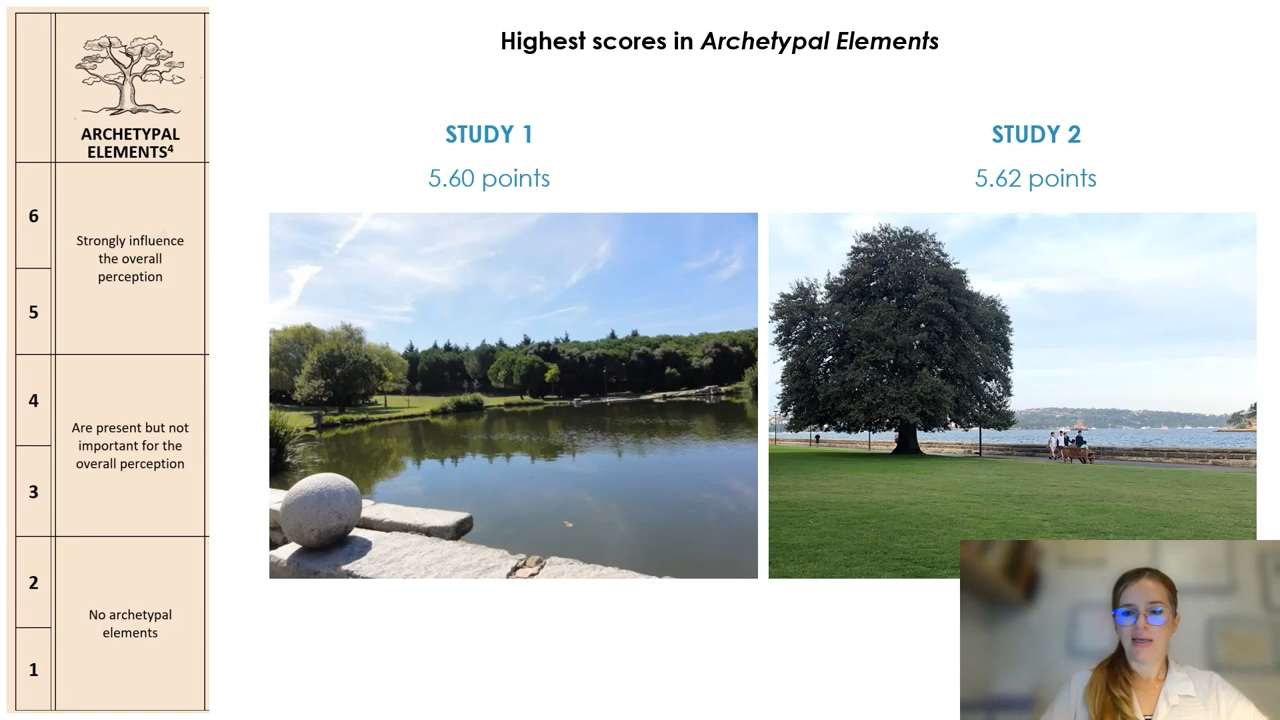 Highest scores in Archetypal Elements
ARCHETYPAL
ELEMENTS⁴
6
Strongly influence
the overall
perception
5
4
Are present but not
important for the
overall perception
3
2
No archetypal
elements
1
STUDY 1
5.60 points
STUDY 2
5.62 points